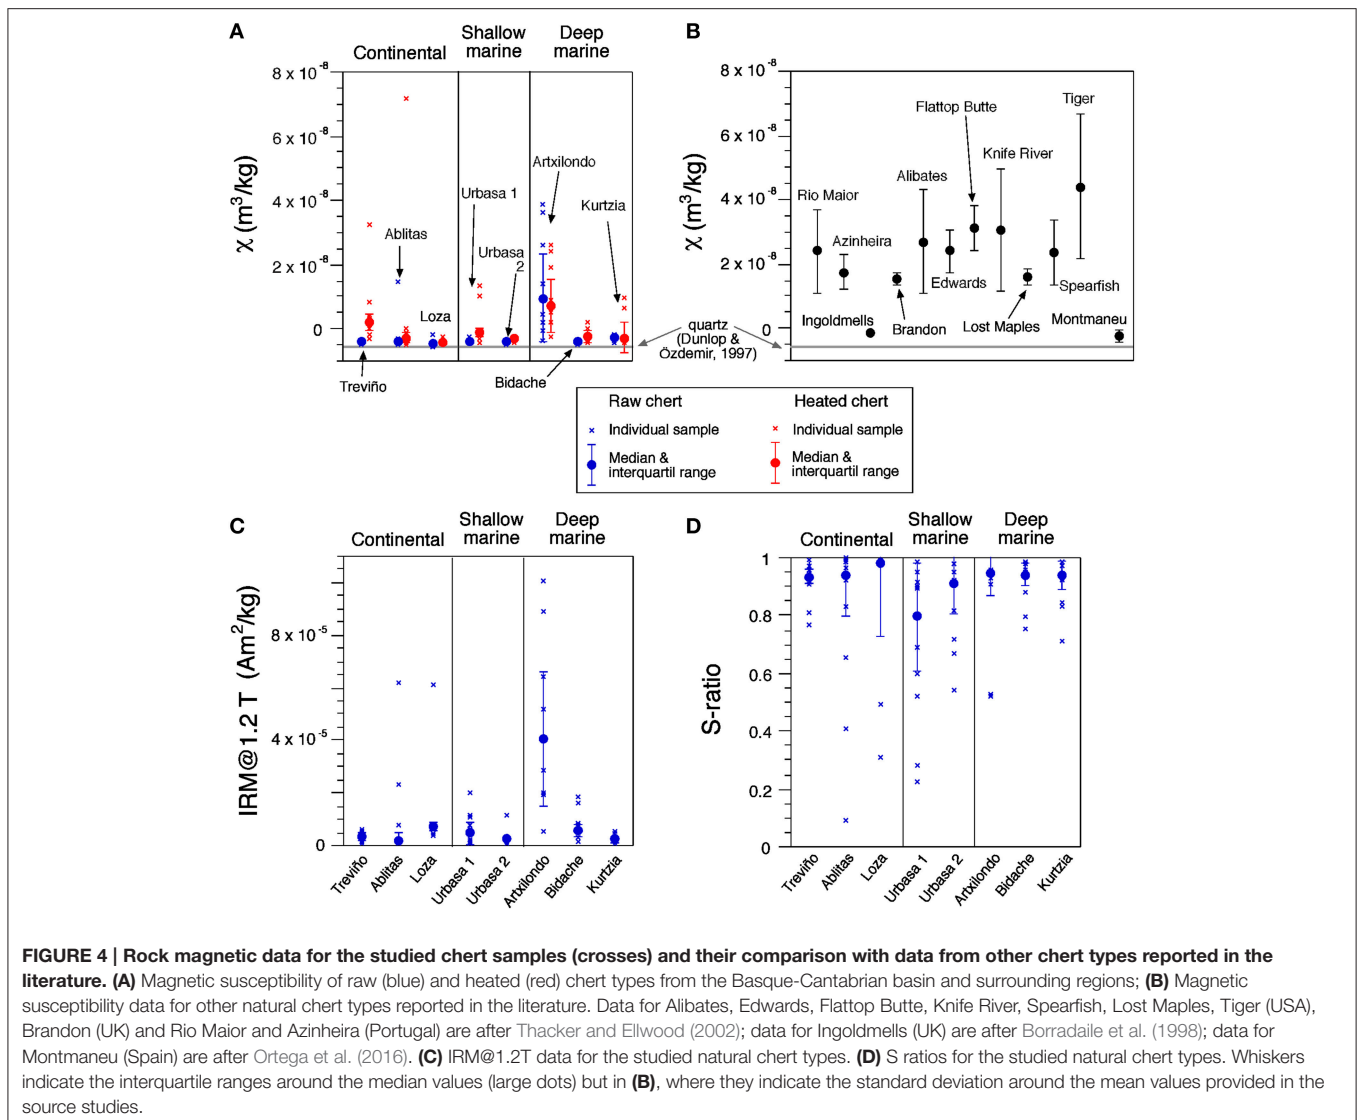 A
Continental
Shallow
marine
Deep
marine
8 x 10⁻⁸
6 x 10⁻⁸
4 x 10⁻⁸
2 x 10⁻⁸
0
χ (m³/kg)
Artxilondo
Urbasa 1
Kurtzia
Ablitas
Urbasa
2
Loza
Treviño
Bidache
B
8 x 10⁻⁸
6 x 10⁻⁸
4 x 10⁻⁸
2 x 10⁻⁸
0
χ (m³/kg)
Tiger
Flattop Butte
Knife River
Alibates
Rio Maior
Azinheira
Edwards
Spearfish
Ingoldmells
Brandon
Lost Maples
Montmaneu
quartz
(Dunlop &
Özdemir, 1997)
Raw chert
Heated chert
Individual sample
Individual sample
Median &
interquartil range
Median &
interquartil range
C
Continental
Shallow
marine
Deep
marine
8 x 10⁻⁵
4 x 10⁻⁵
0
IRM@1.2 T (Am²/kg)
Treviño
Ablitas
Loza
Urbasa 1
Urbasa 2
Artxilondo
Bidache
Kurtzia
D
Continental
Shallow
marine
Deep
marine
1
0.8
0.6
0.4
0.2
0
S-ratio
Treviño
Ablitas
Loza
Urbasa 1
Urbasa 2
Artxilondo
Bidache
Kurtzia
FIGURE 4 | Rock magnetic data for the studied chert samples (crosses) and their comparison with data from other chert types reported in the
literature. (A) Magnetic susceptibility of raw (blue) and heated (red) chert types from the Basque-Cantabrian basin and surrounding regions; (B) Magnetic
susceptibility data for other natural chert types reported in the literature. Data for Alibates, Edwards, Flattop Butte, Knife River, Spearfish, Lost Maples, Tiger (USA),
Brandon (UK) and Rio Maior and Azinheira (Portugal) are after Thacker and Ellwood (2002); data for Ingoldmells (UK) are after Borradaile et al. (1998); data for
Montmaneu (Spain) are after Ortega et al. (2016). (C) IRM@1.2T data for the studied natural chert types. (D) S ratios for the studied natural chert types. Whiskers
indicate the interquartile ranges around the median values (large dots) but in (B), where they indicate the standard deviation around the mean values provided in the
source studies.